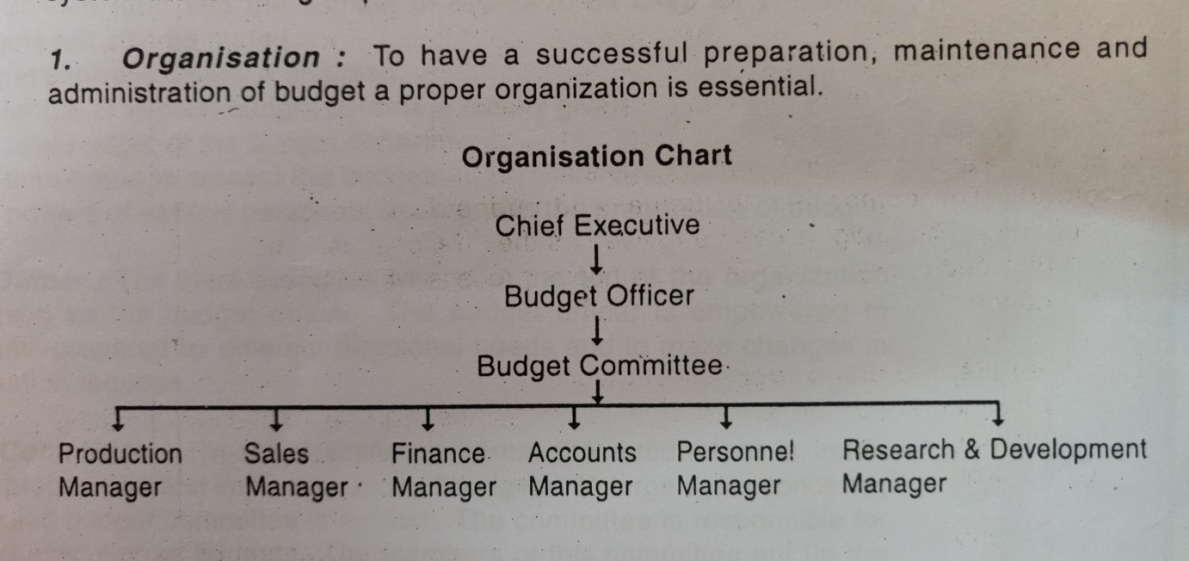 1. Organisation : To have a successful preparation, maintenance and
administration of budget a proper organization is essential.
Organisation Chart
Chief Executive
Budget Officer
Budget Committee
Production Sales Finance Accounts Personnel Research & Development
Manager Manager Manager Manager Manager Manager